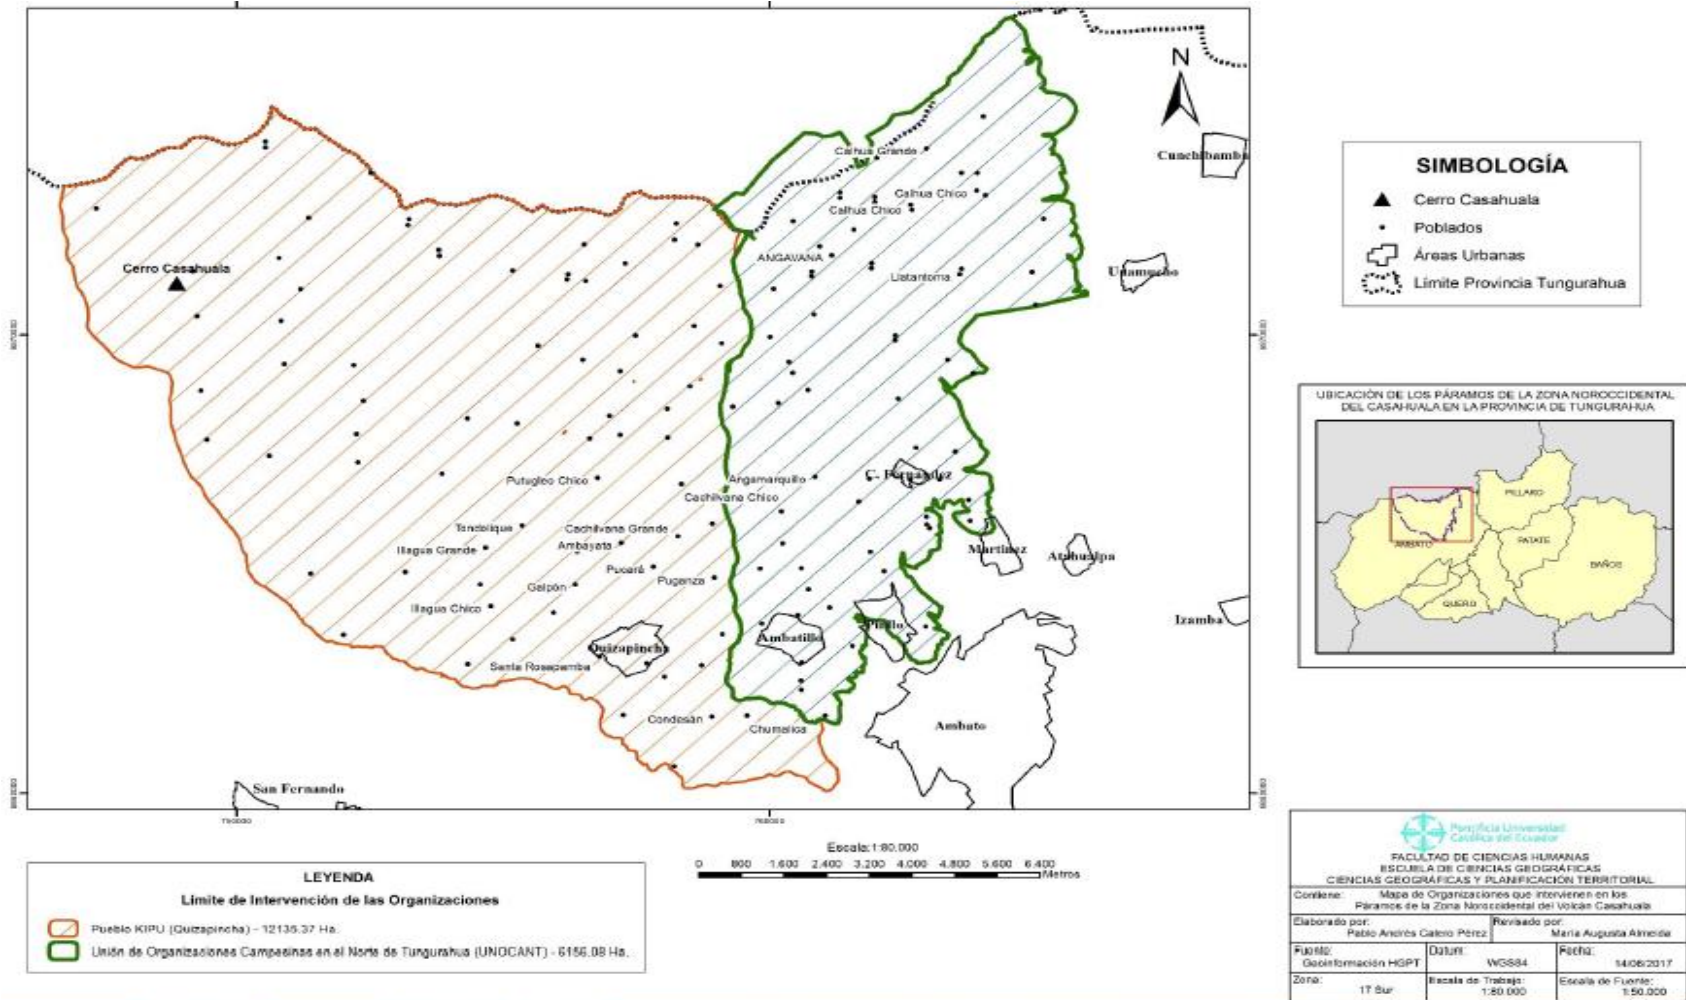 N
Cunchibamba
Calhua Grande
Calhua Chico
Calhua Chico
ANGAVANA
Llatantoma
Unamucho
Cerro Casahuala
Putugleo Chico
Angamarquillo
C. Fernández
Cachilvana Chico
Tondolique
Cachilvana Grande
Illagua Grande
Ambayata
Martínez
Atahualpa
Pucará
Puganza
Galpón
Illagua Chico
Pinllo
Izamba
Ambatillo
Quizapincha
Santa Rosapamba
Condesán
Chumalica
Ambato
San Fernando
750000
760000
SIMBOLOGÍA
Cerro Casahuala
Poblados
Áreas Urbanas
Límite Provincia Tungurahua
UBICACIÓN DE LOS PÁRAMOS DE LA ZONA NOROCCIDENTAL
DEL CASAHUALA EN LA PROVINCIA DE TUNGURAHUA
PILLARO
AMBATO
PATATE
BAÑOS
QUERO
Escala:1:80.000
0 800 1.600 2.400 3.200 4.000 4.800 5.600 6.400
Metros
LEYENDA
Límite de Intervención de las Organizaciones
Pueblo KIPU (Quizapincha) - 12135.37 Ha.
Unión de Organizaciones Campesinas en el Norte de Tungurahua (UNOCANT) - 6156.08 Ha.
Pontificia Universidad
Católica del Ecuador
FACULTAD DE CIENCIAS HUMANAS
ESCUELA DE CIENCIAS GEOGRÁFICAS
CIENCIAS GEOGRÁFICAS Y PLANIFICACIÓN TERRITORIAL
Contiene: Mapa de Organizaciones que intervienen en los
Páramos de la Zona Noroccidental del Volcán Casahuala
Elaborado por: Pablo Andrés Calero Pérez
Revisado por: María Augusta Almeida
Fuente: Geoinformación HGPT
Datum: WGS84
Fecha: 14/06/2017
Zona: 17 Sur
Escala de Trabajo: 1:80.000
Escala de Fuente: 1:50.000